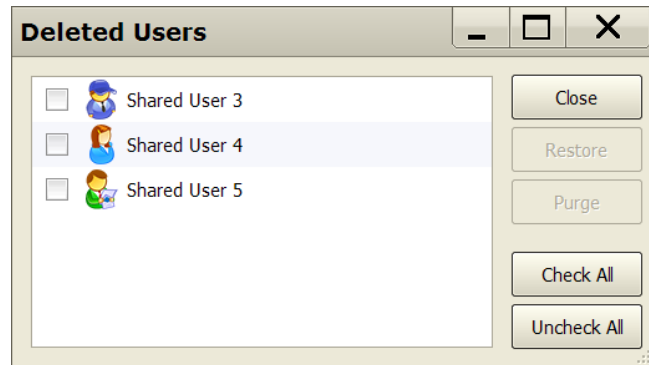 Deleted Users
Shared User 3
Shared User 4
Shared User 5
Close
Restore
Purge
Check All
Uncheck All